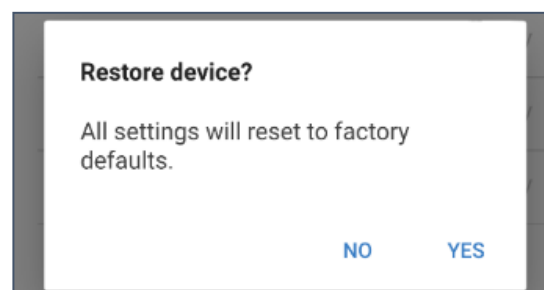 Restore device?
All settings will reset to factory
defaults.
NO YES